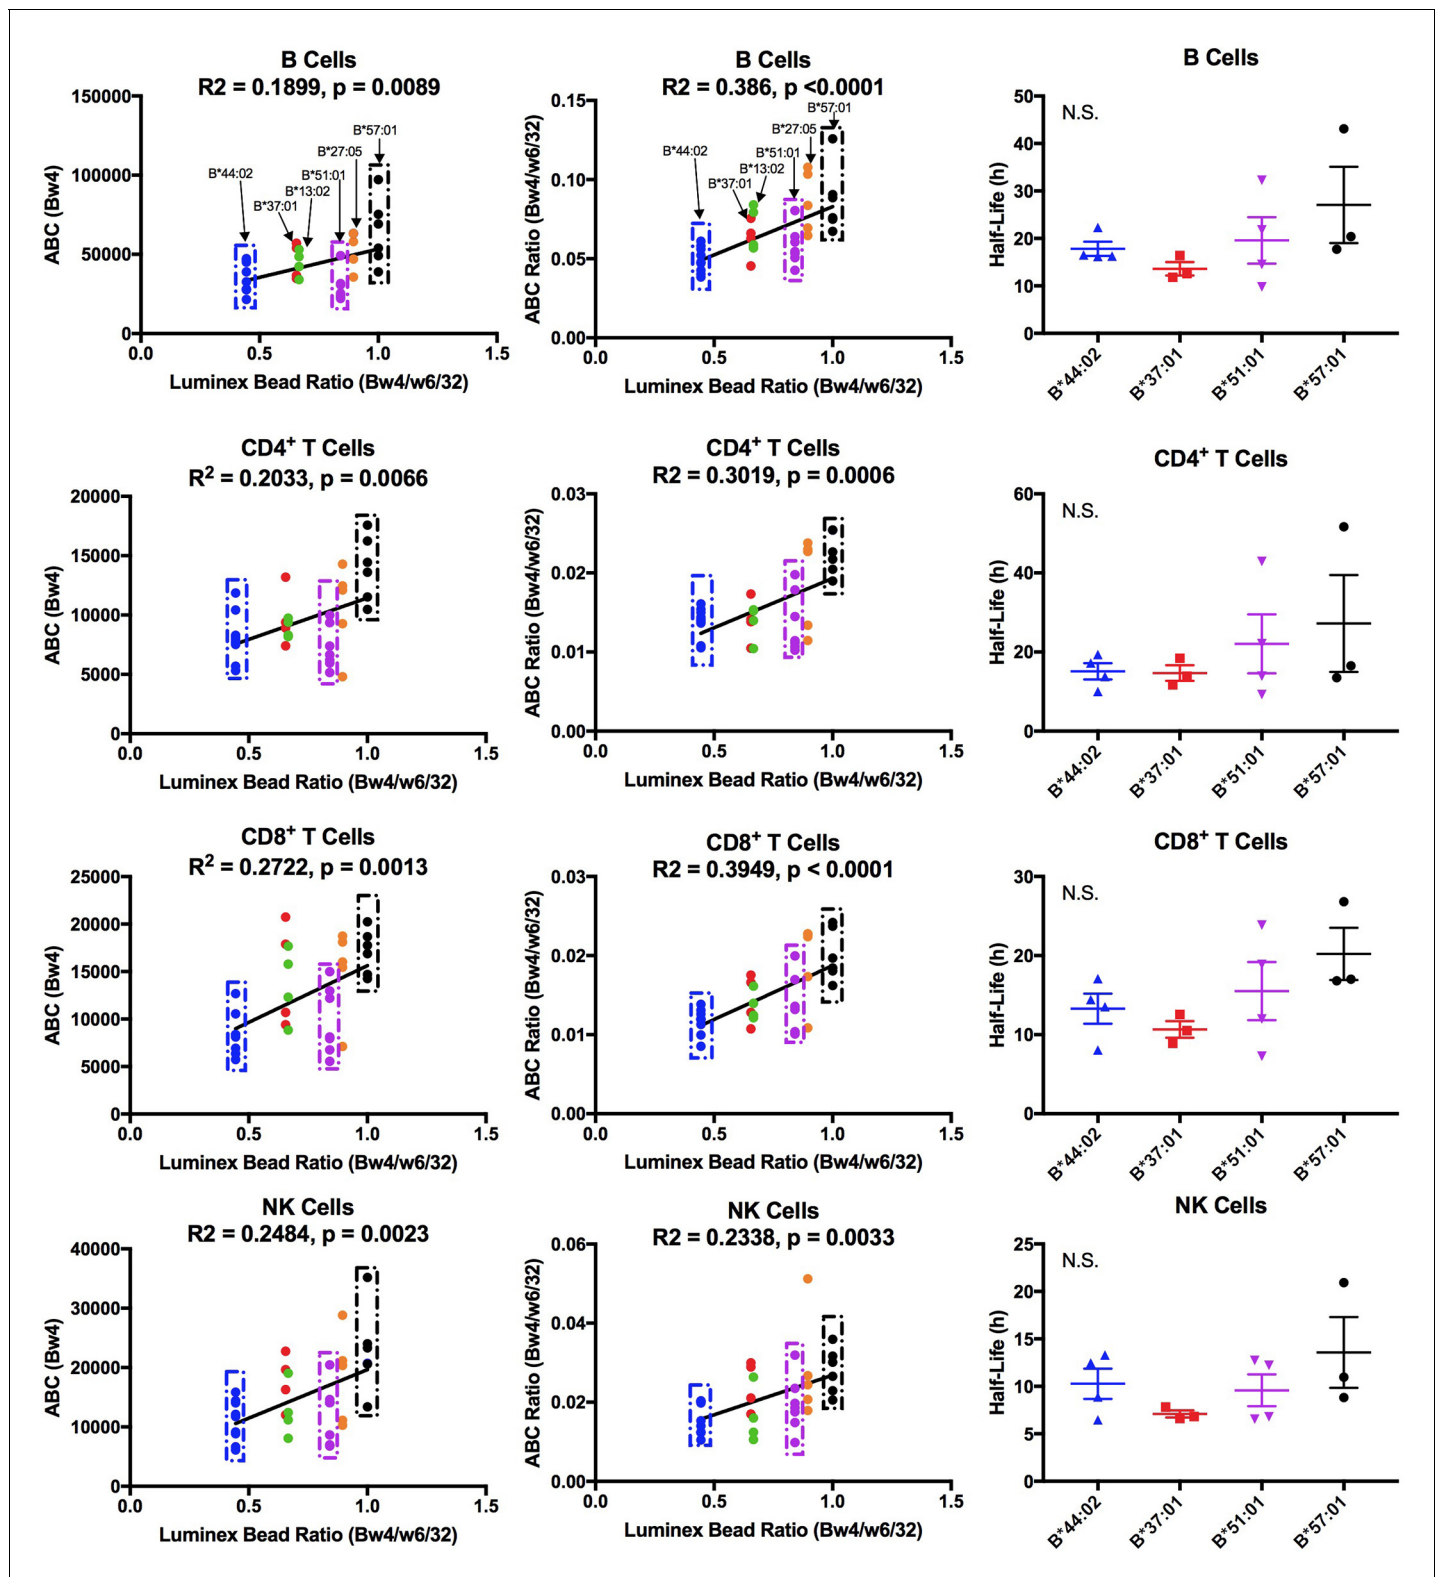 B Cells
R2 = 0.1899, p = 0.0089
ABC (Bw4)
150000
100000
50000
0
B*44:02
B*37:01
B*13:02
B*51:01
B*27:05
B*57:01
0.0
0.5
1.0
1.5
Luminex Bead Ratio (Bw4/w6/32)
B Cells
R2 = 0.386, p <0.0001
ABC Ratio (Bw4/w6/32)
0.15
0.10
0.05
0.00
B*44:02
B*37:01
B*13:02
B*51:01
B*27:05
B*57:01
0.0
0.5
1.0
1.5
Luminex Bead Ratio (Bw4/w6/32)
B Cells
N.S.
Half-Life (h)
50
40
30
20
10
0
B*44:02
B*37:01
B*51:01
B*57:01
CD4+ T Cells
R2 = 0.2033, p = 0.0066
ABC (Bw4)
20000
15000
10000
5000
0
0.0
0.5
1.0
1.5
Luminex Bead Ratio (Bw4/w6/32)
CD4+ T Cells
R2 = 0.3019, p = 0.0006
ABC Ratio (Bw4/w6/32)
0.03
0.02
0.01
0.00
0.0
0.5
1.0
1.5
Luminex Bead Ratio (Bw4/w6/32)
CD4+ T Cells
N.S.
Half-Life (h)
60
40
20
0
B*44:02
B*37:01
B*51:01
B*57:01
CD8+ T Cells
R2 = 0.2722, p = 0.0013
ABC (Bw4)
25000
20000
15000
10000
5000
0
0.0
0.5
1.0
1.5
Luminex Bead Ratio (Bw4/w6/32)
CD8+ T Cells
R2 = 0.3949, p < 0.0001
ABC Ratio (Bw4/w6/32)
0.03
0.02
0.01
0.00
0.0
0.5
1.0
1.5
Luminex Bead Ratio (Bw4/w6/32)
CD8+ T Cells
N.S.
Half-Life (h)
30
20
10
0
B*44:02
B*37:01
B*51:01
B*57:01
NK Cells
R2 = 0.2484, p = 0.0023
ABC (Bw4)
40000
30000
20000
10000
0
0.0
0.5
1.0
1.5
Luminex Bead Ratio (Bw4/w6/32)
NK Cells
R2 = 0.2338, p = 0.0033
ABC Ratio (Bw4/w6/32)
0.06
0.04
0.02
0.00
0.0
0.5
1.0
1.5
Luminex Bead Ratio (Bw4/w6/32)
NK Cells
N.S.
Half-Life (h)
25
20
15
10
5
0
B*44:02
B*37:01
B*51:01
B*57:01